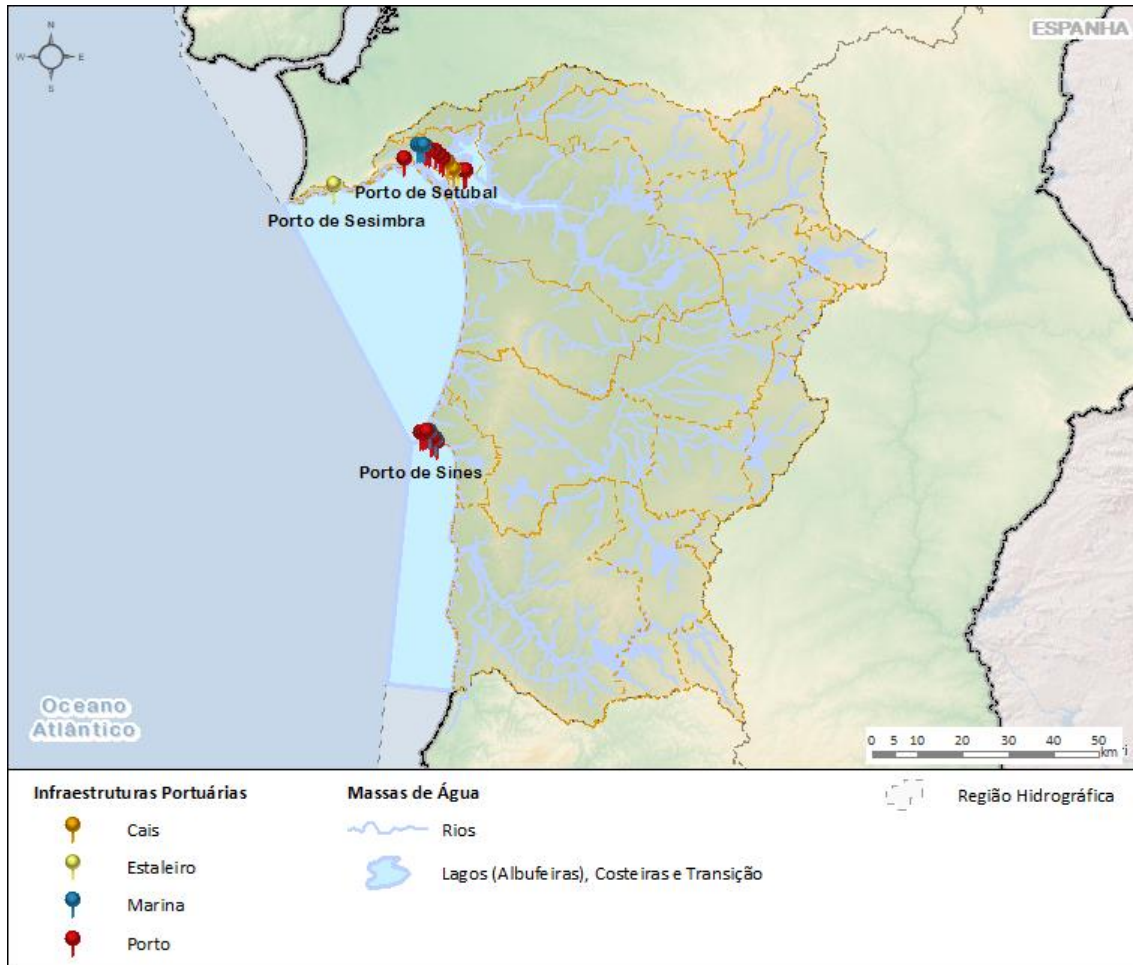 N
W
E
S
ESPANHA
Porto de Setubal
Porto de Sesimbra
Porto de Sines
Oceano
Atlântico
0 5 10 20 30 40 50
km
Infraestruturas Portuárias
Cais
Estaleiro
Marina
Porto
Massas de Água
Rios
Lagos (Albufeiras), Costeiras e Transição
Região Hidrográfica